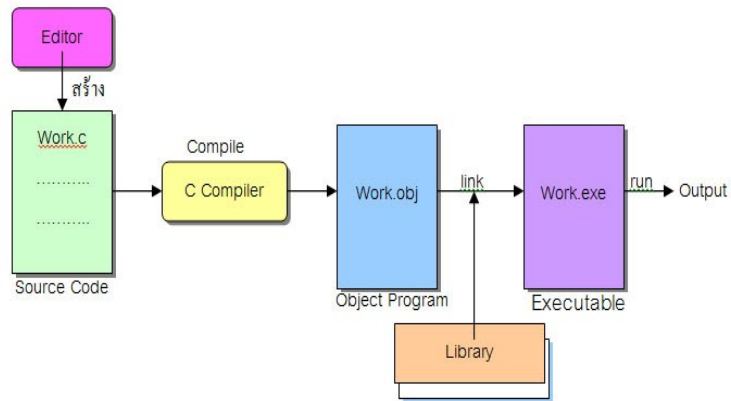 Editor
สร้าง
Work.c
...........
...........
Source Code
Compile
C Compiler
Work.obj
Object Program
link
Library
Work.exe
Executable
run
Output